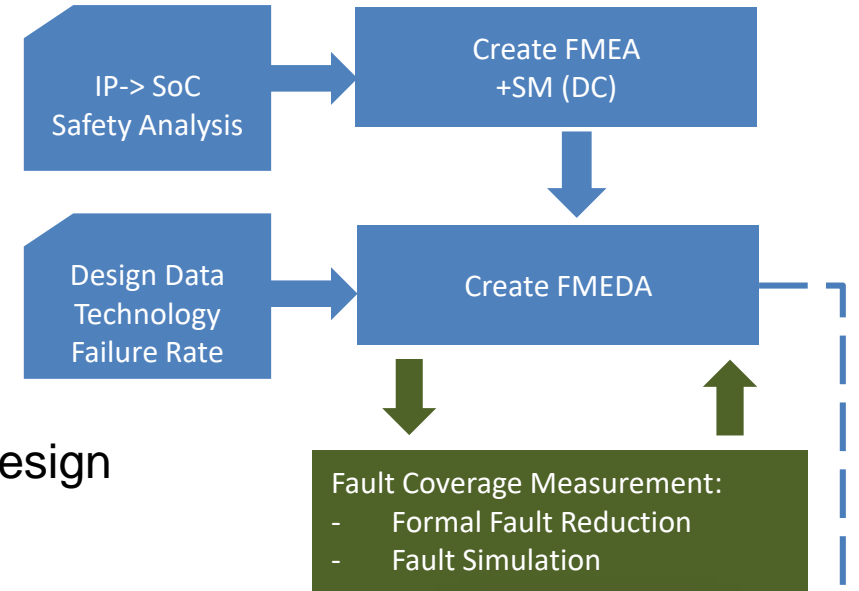 IP-> SoC
Safety Analysis
Create FMEA
+SM (DC)
Design Data
Technology
Failure Rate
Create FMEDA
esign
Fault Coverage Measurement:
- Formal Fault Reduction
- Fault Simulation